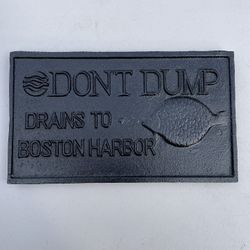 DONT DUMP
DRAINS TO
BOSTON HARBOR